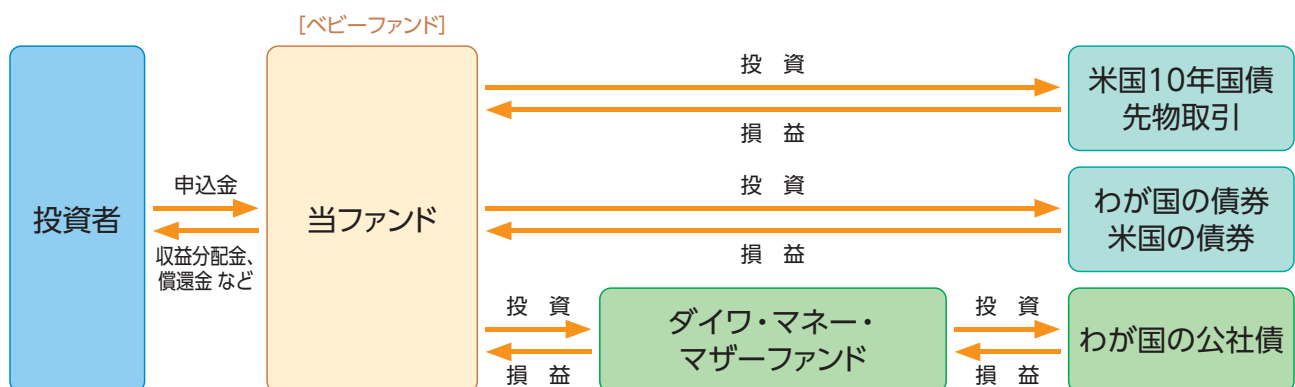 [ベビーファンド]
投資者
申込金
収益分配金、
償還金 など
当ファンド
投 資
損 益
米国10年国債
先物取引
投 資
損 益
わが国の債券
米国の債券
投 資
損 益
ダイワ・マネー・
マザーファンド
投 資
損 益
わが国の公社債